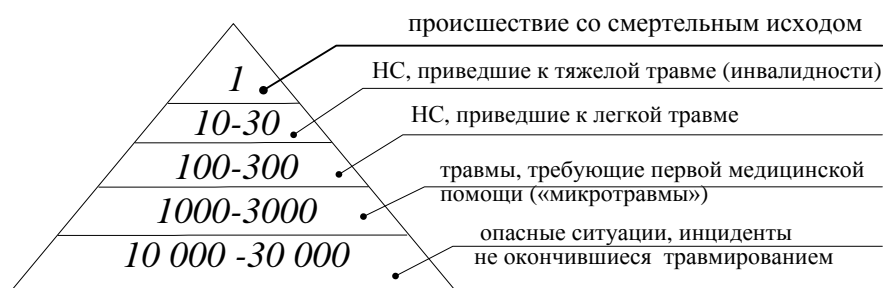 происшествие со смертельным исходом
1
НС, приведшие к тяжелой травме (инвалидности)
10-30
НС, приведшие к легкой травме
100-300
травмы, требующие первой медицинской
помощи («микротравмы»)
1000-3000
опасные ситуации, инциденты
не окончившиеся травмированием
10 000 -30 000